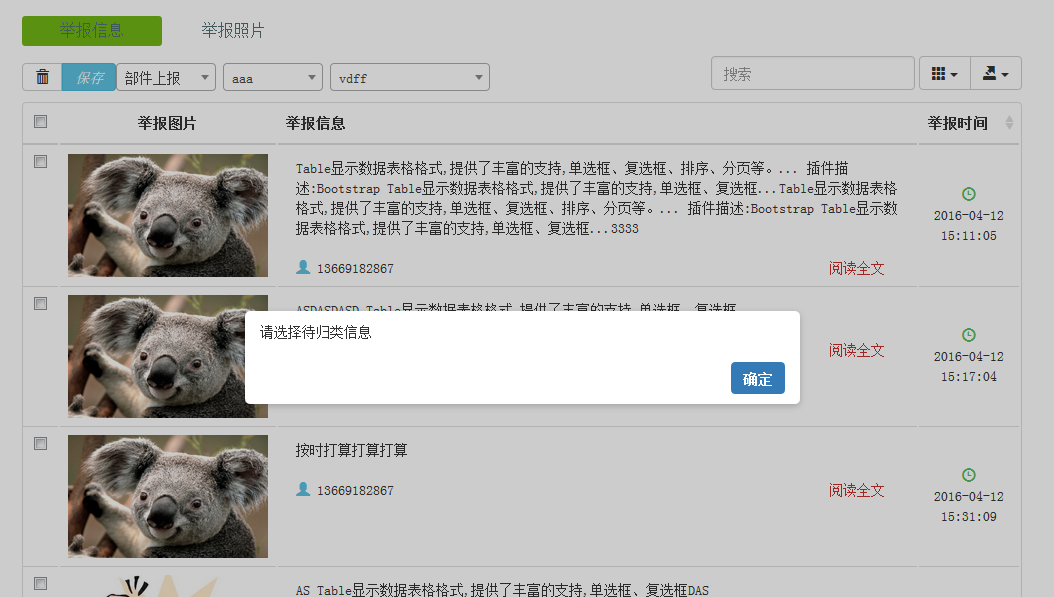 举报信息 举报照片
保存 部件上报 aaa vdff 搜索
举报图片 举报信息 举报时间
Table显示数据表格格式,提供了丰富的支持,单选框、复选框、排序、分页等。... 插件描
述:Bootstrap Table显示数据表格格式,提供了丰富的支持,单选框、复选框...Table显示数据表格
格式,提供了丰富的支持,单选框、复选框、排序、分页等。... 插件描述:Bootstrap Table显示数
据表格格式,提供了丰富的支持,单选框、复选框...3333
2016-04-12
15:11:05
13669182867 阅读全文
ASDASDASD Table显示数据表格格式,提供了丰富的支持,单选框、复选框
请选择待归类信息
确定
阅读全文
2016-04-12
15:17:04
按时打算打算打算
13669182867 阅读全文
2016-04-12
15:31:09
AS Table显示数据表格格式,提供了丰富的支持,单选框、复选框DAS